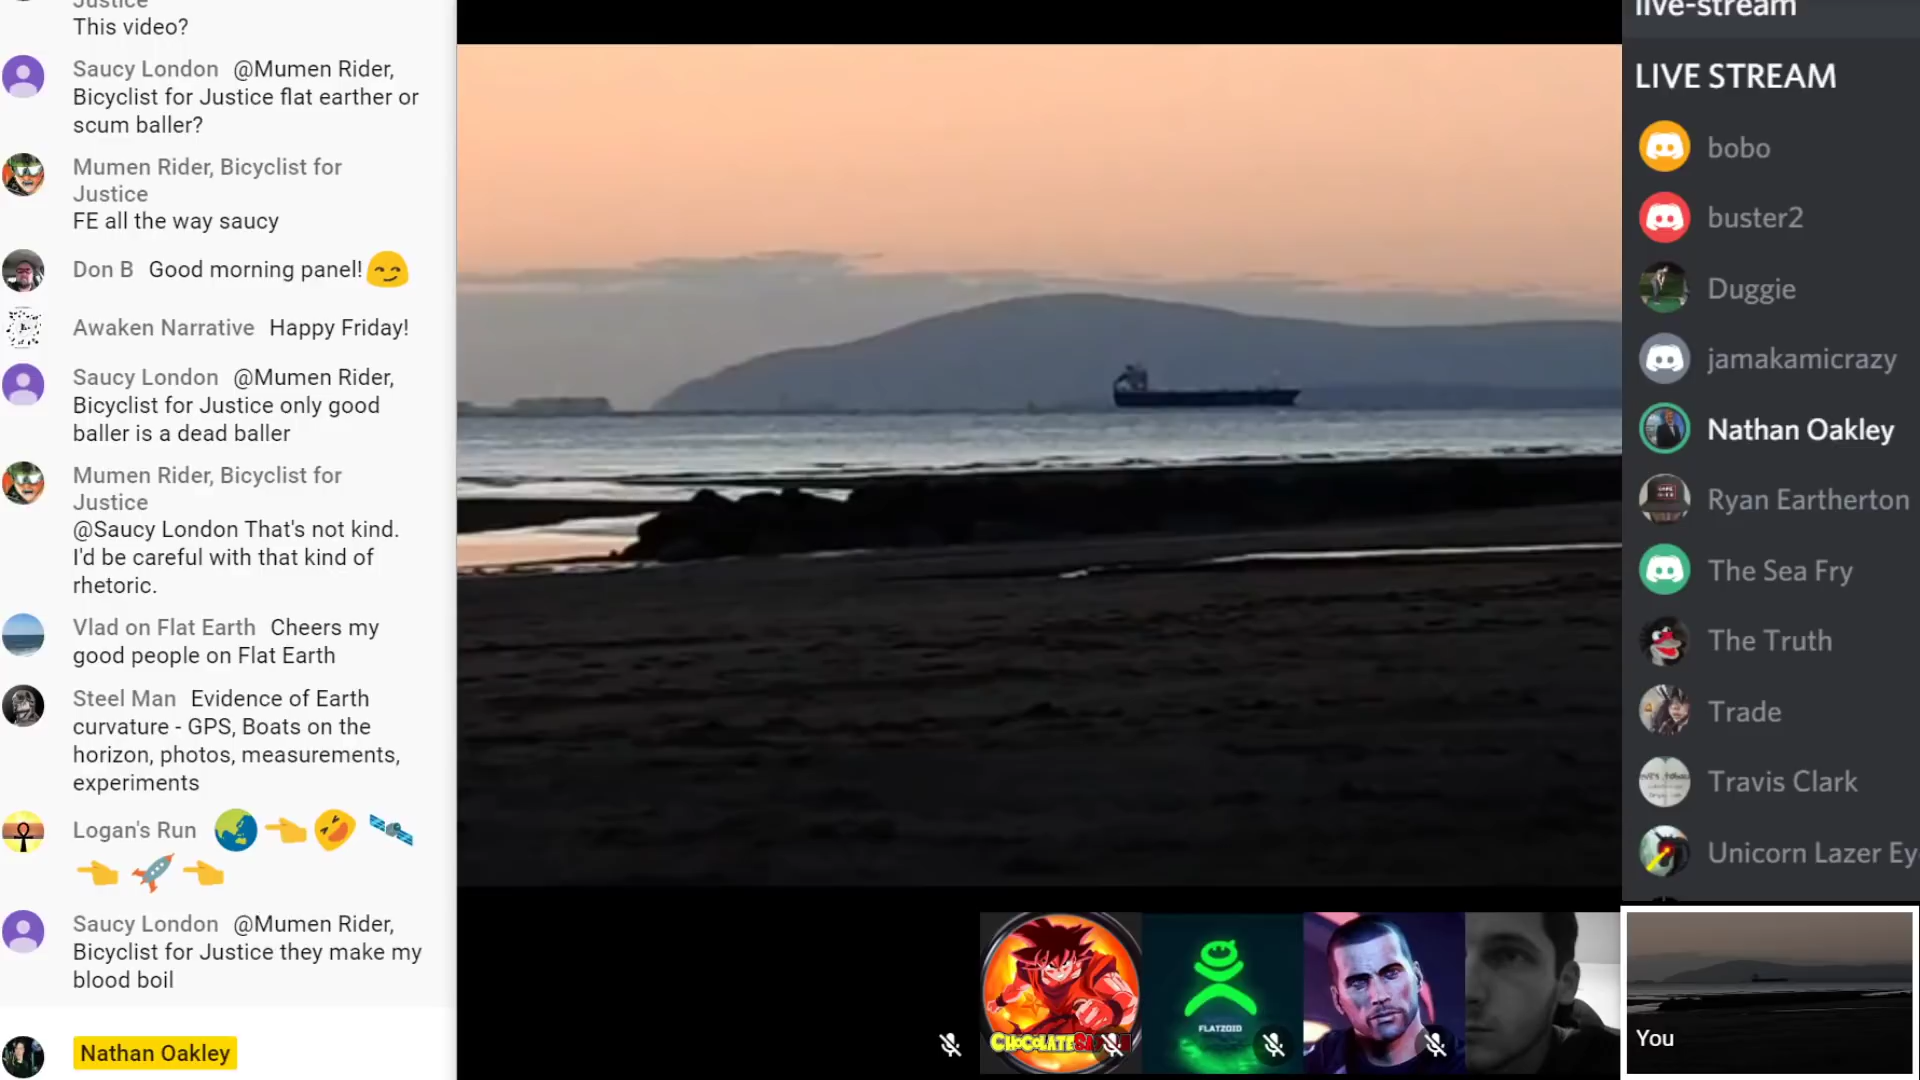 Justice
This video?
Saucy London @Mumen Rider,
Bicyclist for Justice flat earther or
scum baller?
Mumen Rider, Bicyclist for
Justice
FE all the way saucy
Don B Good morning panel!
Awaken Narrative Happy Friday!
Saucy London @Mumen Rider,
Bicyclist for Justice only good
baller is a dead baller
Mumen Rider, Bicyclist for
Justice
@Saucy London That's not kind.
I'd be careful with that kind of
rhetoric.
Vlad on Flat Earth Cheers my
good people on Flat Earth
Steel Man Evidence of Earth
curvature - GPS, Boats on the
horizon, photos, measurements,
experiments
Logan's Run
Saucy London @Mumen Rider,
Bicyclist for Justice they make my
blood boil
Nathan Oakley
FLATZOID
live-stream
LIVE STREAM
bobo
buster2
Duggie
jamakamicrazy
Nathan Oakley
Ryan Eartherton
The Sea Fry
The Truth
Trade
Travis Clark
Unicorn Lazer Ey
You